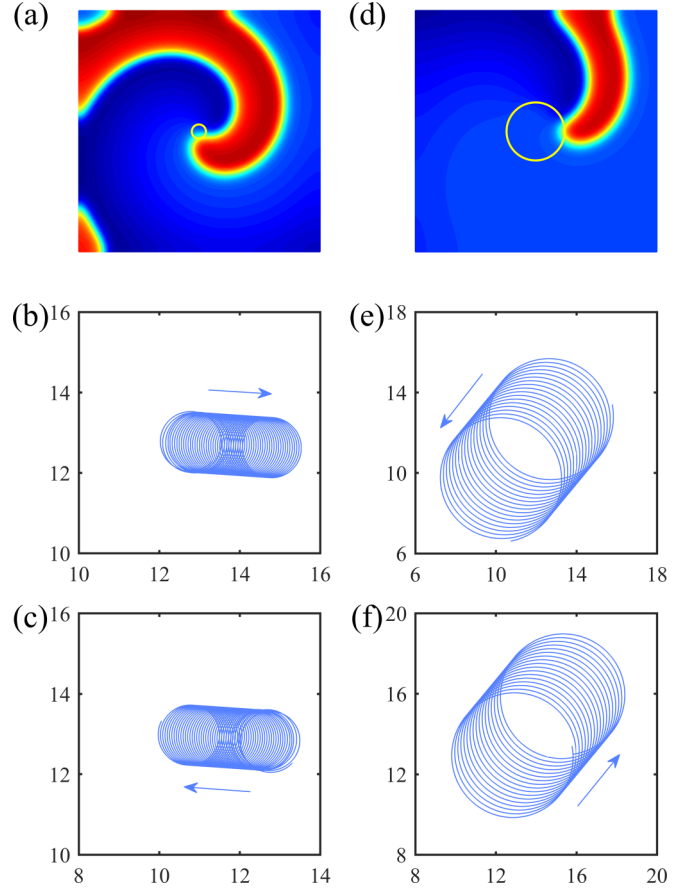 (a) (d)
(b) 16 14 12 10 10 12 14 16
(e) 18 14 10 6 6 10 14 18
(c) 16 14 12 10 8 10 12 14
(f) 20 16 12 8 8 12 16 20